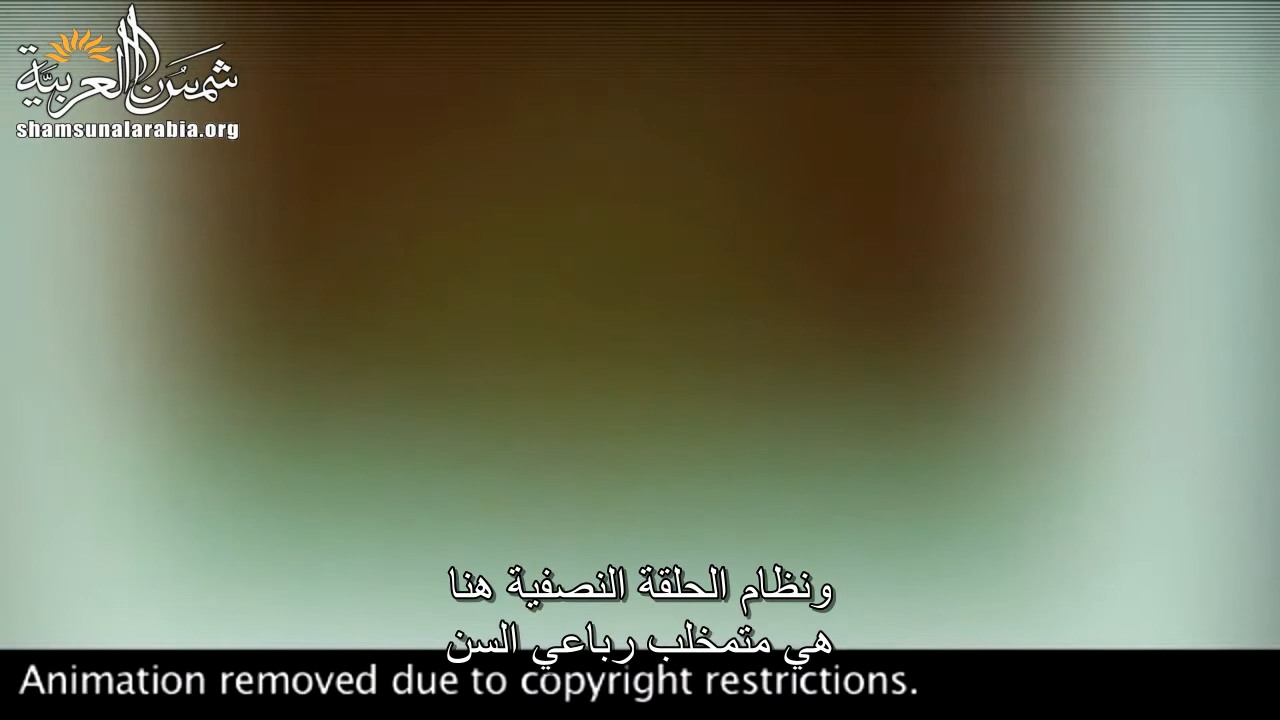 شمس العربية
shamsunalarabia.org
ونظام الحلقة النصفية هنا
هي متمخلب رباعي السن
Animation removed due to copyright restrictions.